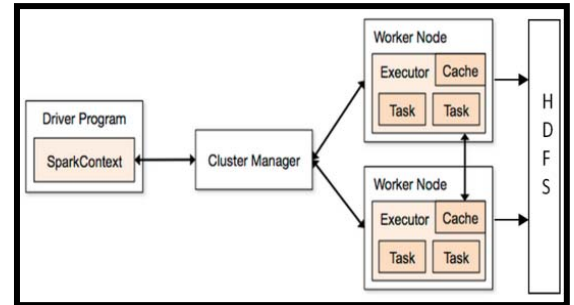 Driver Program
SparkContext
Cluster Manager
Worker Node
Executor
Cache
Task
Task
Worker Node
Executor
Cache
Task
Task
H
D
F
S